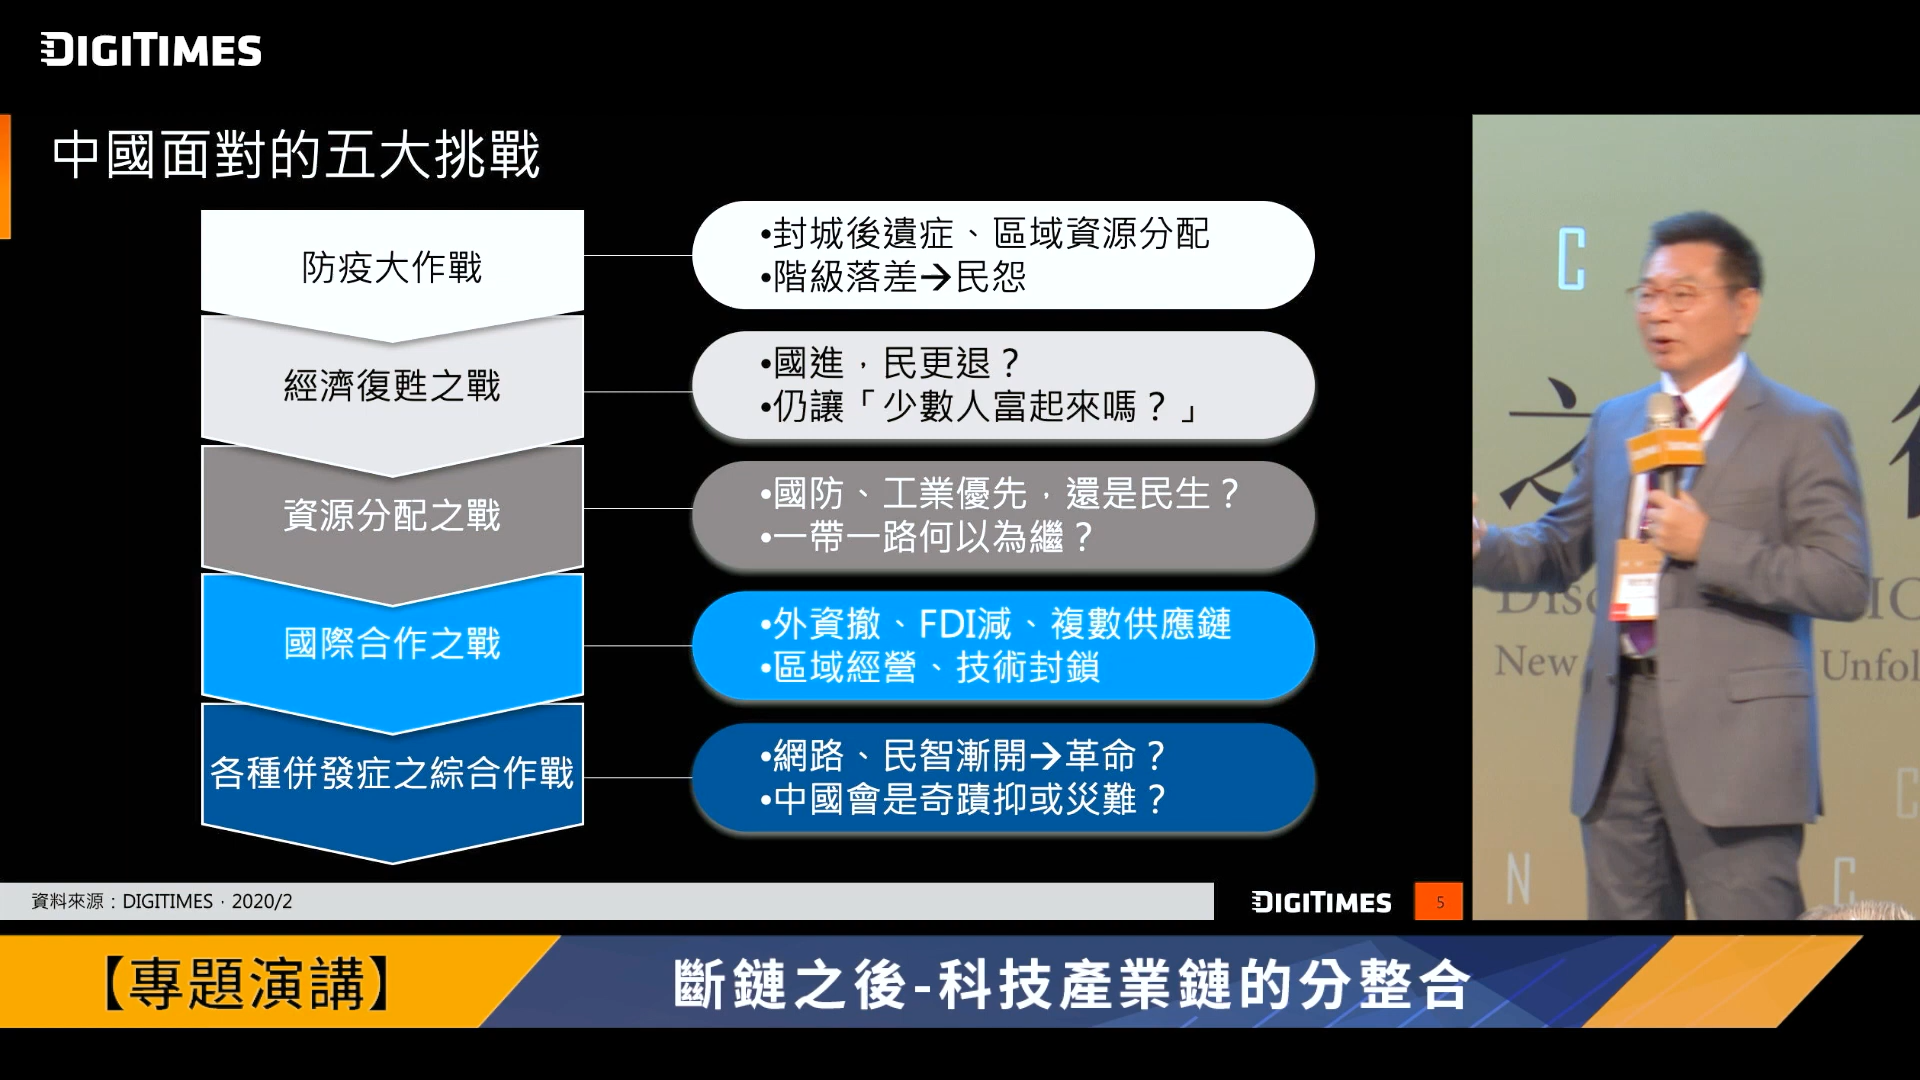 DIGITIMES
中國面對的五大挑戰
防疫大作戰
•封城後遺症、區域資源分配
•階級落差→民怨
經濟復甦之戰
•國進，民更退？
•仍讓「少數人富起來嗎？」
資源分配之戰
•國防、工業優先，還是民生？
•一帶一路何以為繼？
國際合作之戰
•外資撤、FDI減、複數供應鏈
•區域經營、技術封鎖
各種併發症之綜合作戰
•網路、民智漸開→革命？
•中國會是奇蹟抑或災難？
資料來源：DIGITIMES，2020/2
DIGITIMES
5
C
之
New
Unfol
C
N
C
【專題演講】
斷鏈之後-科技產業鏈的分整合